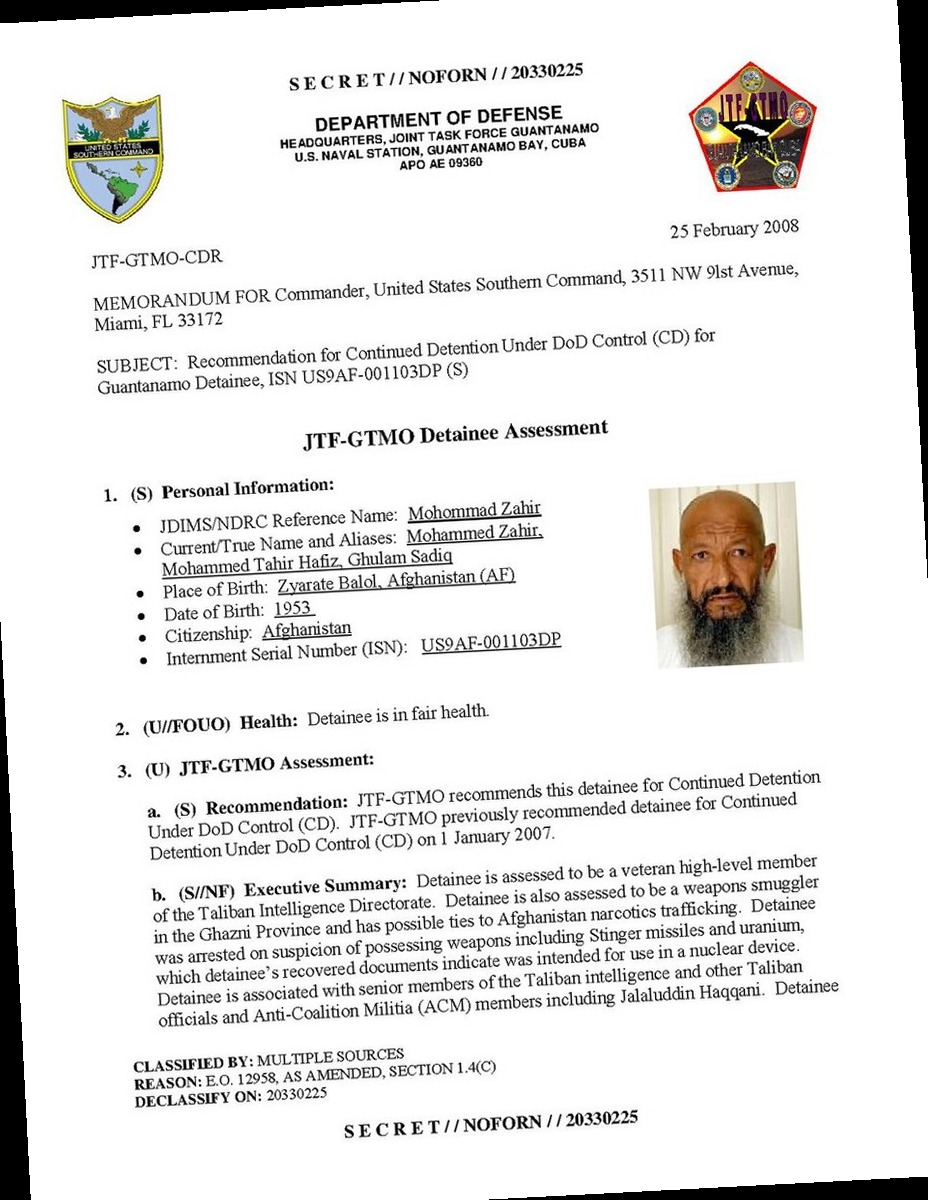 S E C R E T / / NOFORN / / 20330225
DEPARTMENT OF DEFENSE
HEADQUARTERS, JOINT TASK FORCE GUANTANAMO
U.S. NAVAL STATION, GUANTANAMO BAY, CUBA
APO AE 09360
UNITED STATES
SOUTHERN COMMAND
JTF-GTMO
25 February 2008
JTF-GTMO-CDR
MEMORANDUM FOR Commander, United States Southern Command, 3511 NW 9lst Avenue,
Miami, FL 33172
SUBJECT: Recommendation for Continued Detention Under DoD Control (CD) for
Guantanamo Detainee, ISN US9AF-001103DP (S)
JTF-GTMO Detainee Assessment
1. (S) Personal Information:
• JDIMS/NDRC Reference Name: Mohommad Zahir
• Current/True Name and Aliases: Mohammed Zahir,
Mohammed Tahir Hafiz, Ghulam Sadiq
• Place of Birth: Zyarate Balol, Afghanistan (AF)
• Date of Birth: 1953
• Citizenship: Afghanistan
• Internment Serial Number (ISN): US9AF-001103DP
2. (U//FOUO) Health: Detainee is in fair health.
3. (U) JTF-GTMO Assessment:
a. (S) Recommendation: JTF-GTMO recommends this detainee for Continued Detention
Under DoD Control (CD). JTF-GTMO previously recommended detainee for Continued
Detention Under DoD Control (CD) on 1 January 2007.
b. (S//NF) Executive Summary: Detainee is assessed to be a veteran high-level member
of the Taliban Intelligence Directorate. Detainee is also assessed to be a weapons smuggler
in the Ghazni Province and has possible ties to Afghanistan narcotics trafficking. Detainee
was arrested on suspicion of possessing weapons including Stinger missiles and uranium,
which detainee's recovered documents indicate was intended for use in a nuclear device.
Detainee is associated with senior members of the Taliban intelligence and other Taliban
officials and Anti-Coalition Militia (ACM) members including Jalaluddin Haqqani. Detainee
CLASSIFIED BY: MULTIPLE SOURCES
REASON: E.O. 12958, AS AMENDED, SECTION 1.4(C)
DECLASSIFY ON: 20330225
S E C R E T / / NOFORN / / 20330225